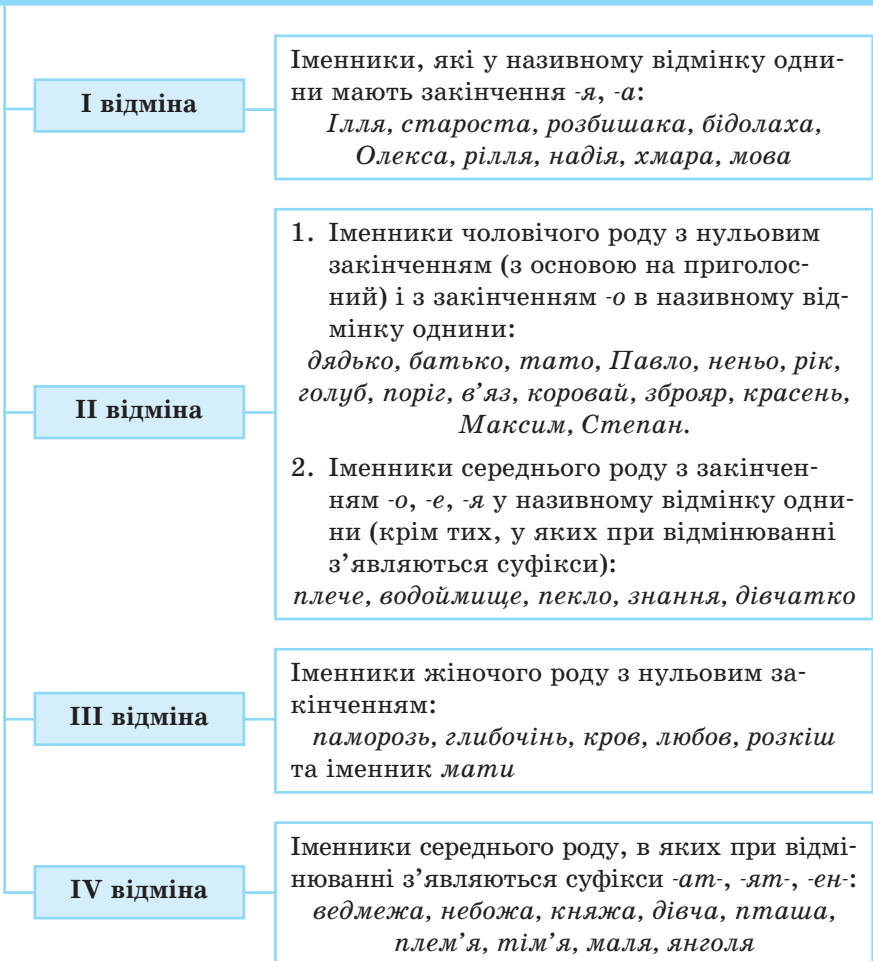 І відміна
Іменники, які у називному відмінку одни-
ни мають закінчення -я, -а:
Ілля, староста, розбишака, бідолаха,
Олекса, рілля, надія, хмара, мова
ІІ відміна
1. Іменники чоловічого роду з нульовим
закінченням (з основою на приголос-
ний) і з закінченням -о в називному від-
мінку однини:
дядько, батько, тато, Павло, неньо, рік,
голуб, поріг, в’яз, коровай, зброяр, красень,
Максим, Степан.
2. Іменники середнього роду з закінчен-
ням -о, -е, -я у називному відмінку одни-
ни (крім тих, у яких при відмінюванні
з’являються суфікси):
плече, водоймище, пекло, знання, дівчатко
ІІІ відміна
Іменники жіночого роду з нульовим за-
кінченням:
паморозь, глибочінь, кров, любов, розкіш
та іменник мати
IV відміна
Іменники середнього роду, в яких при відмі-
нюванні з’являються суфікси -ат-, -ят-, -ен-:
ведмежа, небожа, княжа, дівча, пташа,
плем’я, тім’я, маля, янголя